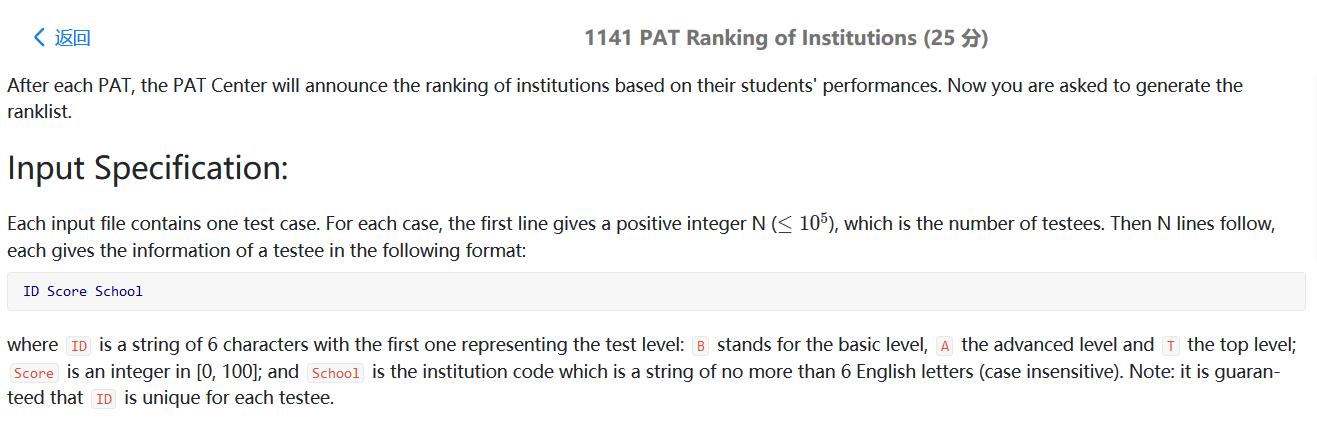 返回
1141 PAT Ranking of Institutions (25 分)
After each PAT, the PAT Center will announce the ranking of institutions based on their students' performances. Now you are asked to generate the
ranklist.
Input Specification:
Each input file contains one test case. For each case, the first line gives a positive integer N (≤ 10⁵), which is the number of testees. Then N lines follow,
each gives the information of a testee in the following format:
ID Score School
where ID is a string of 6 characters with the first one representing the test level: B stands for the basic level, A the advanced level and T the top level;
Score is an integer in [0, 100]; and School is the institution code which is a string of no more than 6 English letters (case insensitive). Note: it is guaran-
teed that ID is unique for each testee.